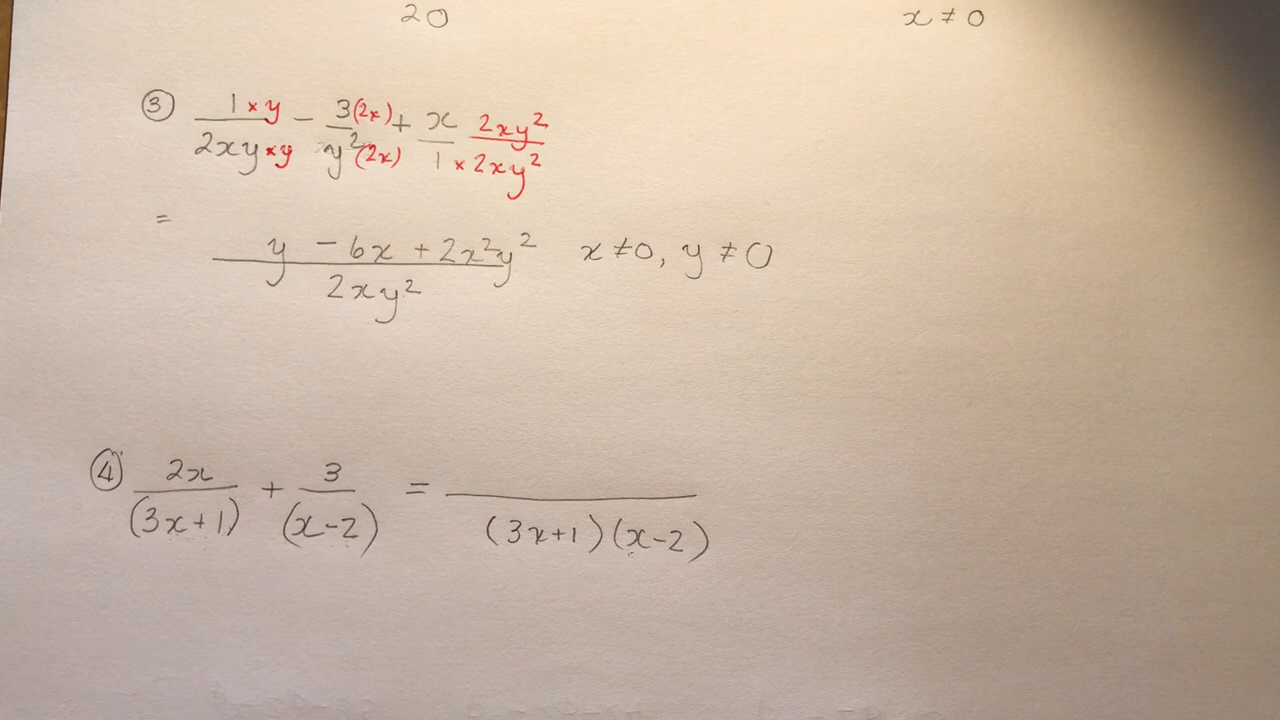 20 x ≠ 0
③ 1 × y / 2xy × y − 3(2x) / y²(2x) + x / 1 × 2xy² / 2xy²
=
y − 6x + 2x²y² / 2xy² x ≠ 0, y ≠ 0
④ 2x / (3x+1) + 3 / (x−2) = / (3x+1)(x−2)